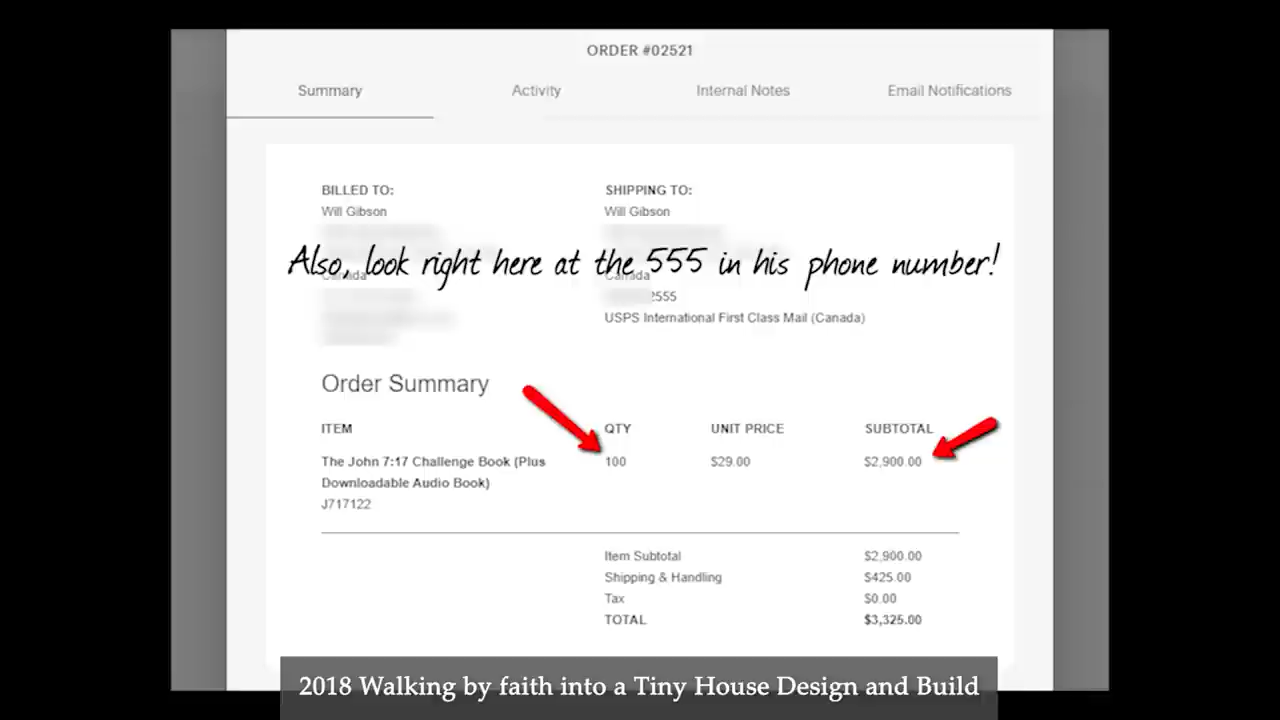 ORDER #02521
Summary Activity Internal Notes Email Notifications
BILLED TO: SHIPPING TO:
Will Gibson Will Gibson
Also, look right here at the 555 in his phone number!
Canada Canada
2555
USPS International First Class Mail (Canada)
Order Summary
ITEM QTY UNIT PRICE SUBTOTAL
The John 7:17 Challenge Book (Plus 100 $29.00 $2,900.00
Downloadable Audio Book)
J717122
Item Subtotal $2,900.00
Shipping & Handling $425.00
Tax $0.00
TOTAL $3,325.00
2018 Walking by faith into a Tiny House Design and Build